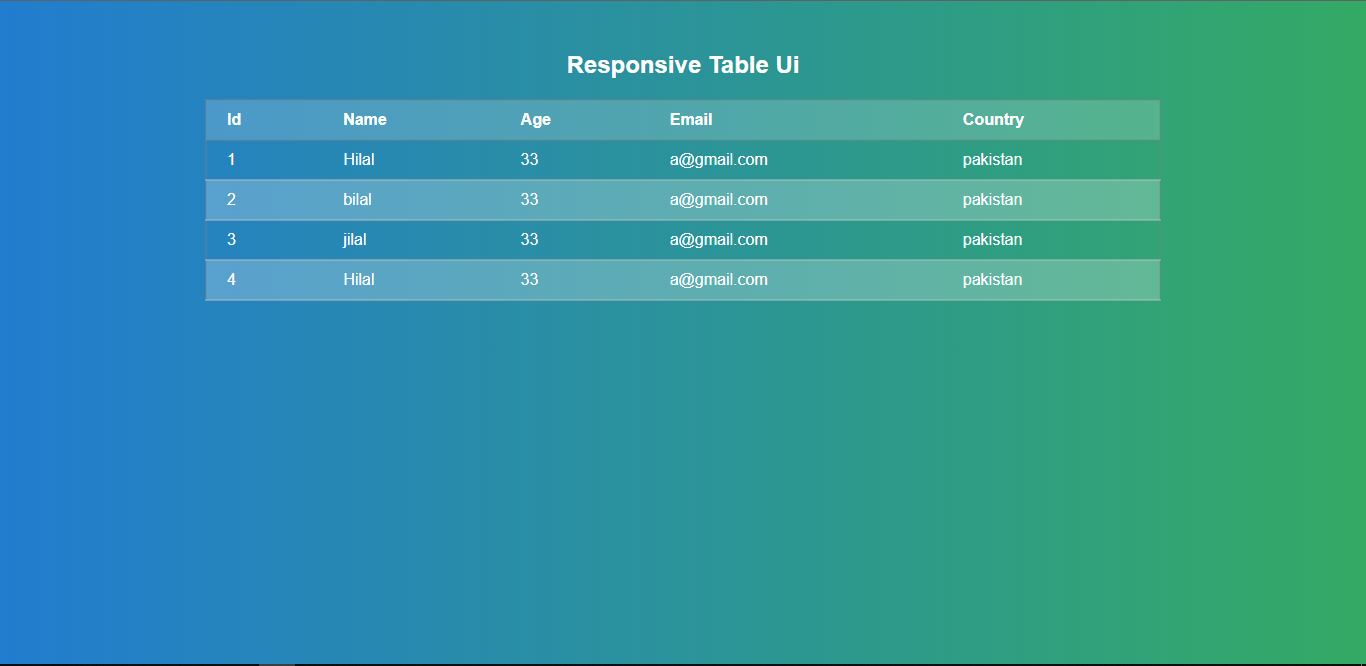 Responsive Table Ui
Id Name Age Email Country
1 Hilal 33 a@gmail.com pakistan
2 bilal 33 a@gmail.com pakistan
3 jilal 33 a@gmail.com pakistan
4 Hilal 33 a@gmail.com pakistan